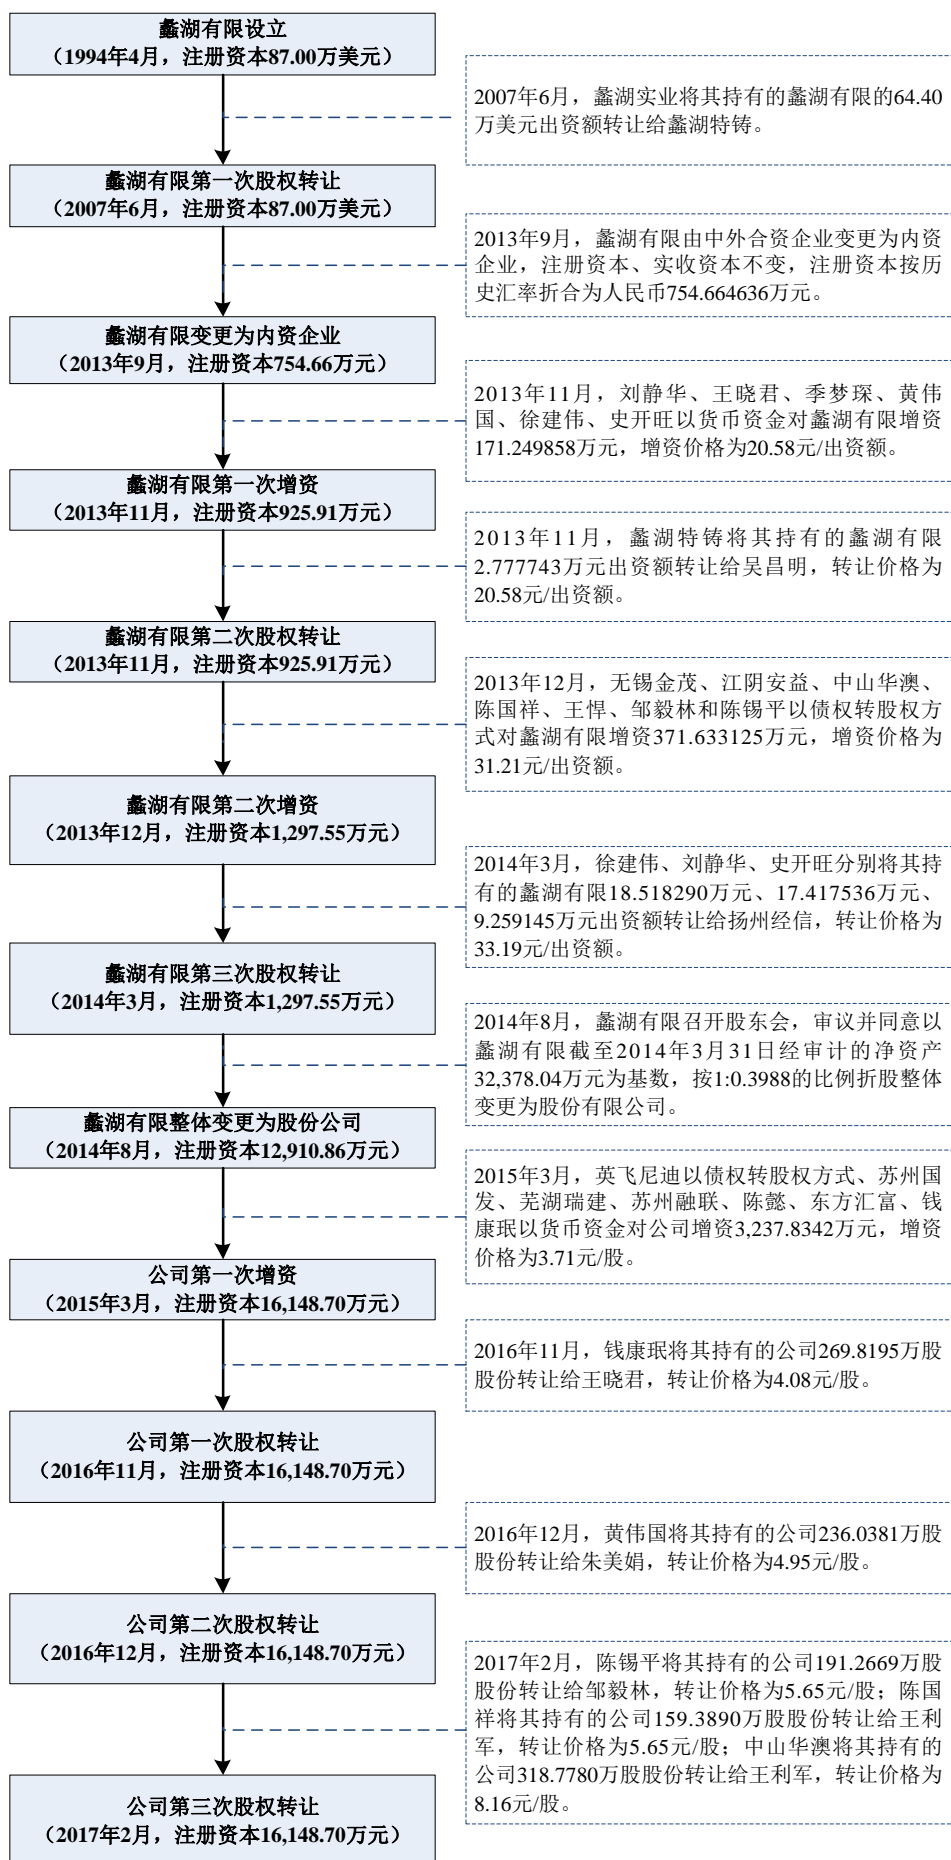 蠡湖有限设立
（1994年4月，注册资本87.00万美元）
2007年6月，蠡湖实业将其持有的蠡湖有限的64.40
万美元出资额转让给蠡湖特铸。
蠡湖有限第一次股权转让
（2007年6月，注册资本87.00万美元）
2013年9月，蠡湖有限由中外合资企业变更为内资
企业，注册资本、实收资本不变，注册资本按历
史汇率折合为人民币754.664636万元。
蠡湖有限变更为内资企业
（2013年9月，注册资本754.66万元）
2013年11月，刘静华、王晓君、季梦琛、黄伟
国、徐建伟、史开旺以货币资金对蠡湖有限增资
171.249858万元，增资价格为20.58元/出资额。
蠡湖有限第一次增资
（2013年11月，注册资本925.91万元）
2013年11月，蠡湖特铸将其持有的蠡湖有限
2.777743万元出资额转让给吴昌明，转让价格为
20.58元/出资额。
蠡湖有限第二次股权转让
（2013年11月，注册资本925.91万元）
2013年12月，无锡金茂、江阴安益、中山华澳、
陈国祥、王悍、邹毅林和陈锡平以债权转股权方
式对蠡湖有限增资371.633125万元，增资价格为
31.21元/出资额。
蠡湖有限第二次增资
（2013年12月，注册资本1,297.55万元）
2014年3月，徐建伟、刘静华、史开旺分别将其持
有的蠡湖有限18.518290万元、17.417536万元、
9.259145万元出资额转让给扬州经信，转让价格为
33.19元/出资额。
蠡湖有限第三次股权转让
（2014年3月，注册资本1,297.55万元）
2014年8月，蠡湖有限召开股东会，审议并同意以
蠡湖有限截至2014年3月31日经审计的净资产
32,378.04万元为基数，按1:0.3988的比例折股整体
变更为股份有限公司。
蠡湖有限整体变更为股份公司
（2014年8月，注册资本12,910.86万元）
2015年3月，英飞尼迪以债权转股权方式、苏州国
发、芜湖瑞建、苏州融联、陈懿、东方汇富、钱
康珉以货币资金对公司增资3,237.8342万元，增资
价格为3.71元/股。
公司第一次增资
（2015年3月，注册资本16,148.70万元）
2016年11月，钱康珉将其持有的公司269.8195万股
股份转让给王晓君，转让价格为4.08元/股。
公司第一次股权转让
（2016年11月，注册资本16,148.70万元）
2016年12月，黄伟国将其持有的公司236.0381万股
股份转让给朱美娟，转让价格为4.95元/股。
公司第二次股权转让
（2016年12月，注册资本16,148.70万元）
2017年2月，陈锡平将其持有的公司191.2669万股
股份转让给邹毅林，转让价格为5.65元/股；陈国
祥将其持有的公司159.3890万股股份转让给王利
军，转让价格为5.65元/股；中山华澳将其持有的
公司318.7780万股股份转让给王利军，转让价格为
8.16元/股。
公司第三次股权转让
（2017年2月，注册资本16,148.70万元）